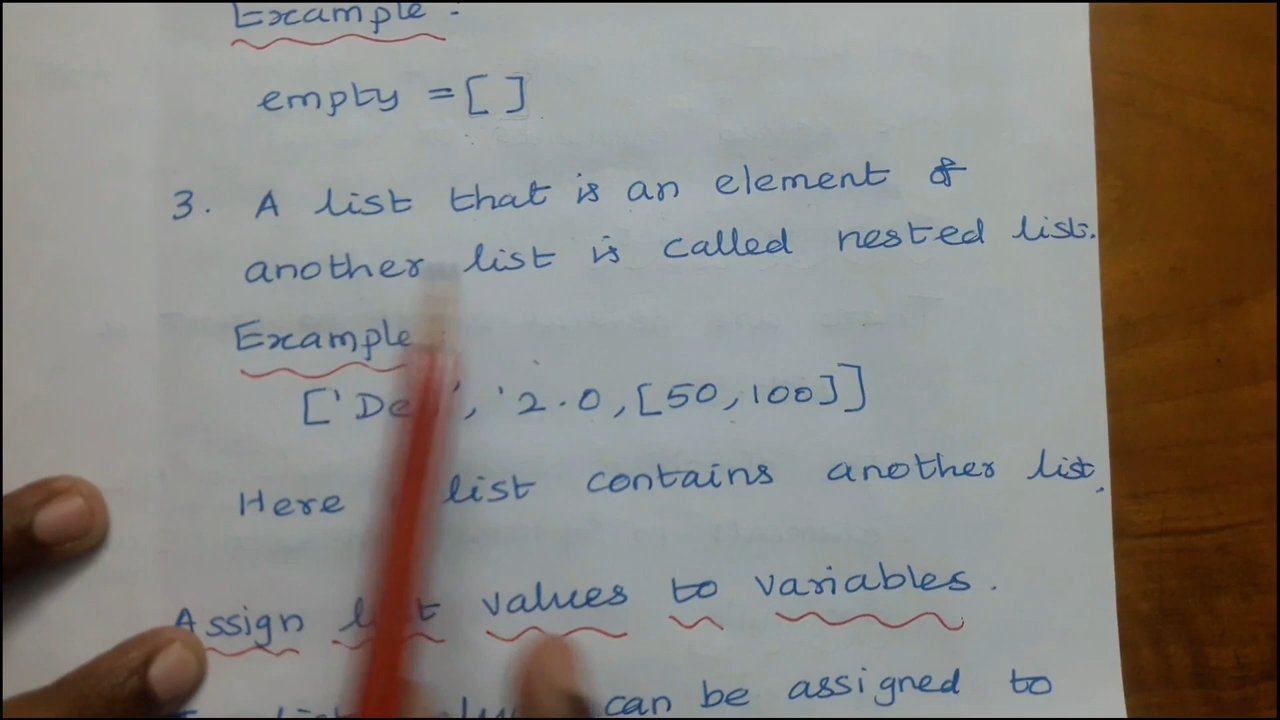 Example :
empty = [ ]
3. A list that is an element of
another list is called nested list.
Example
[' ', '2.0, [50, 100]]
Here list contains another list.
Assign list values to variables.
can be assigned to